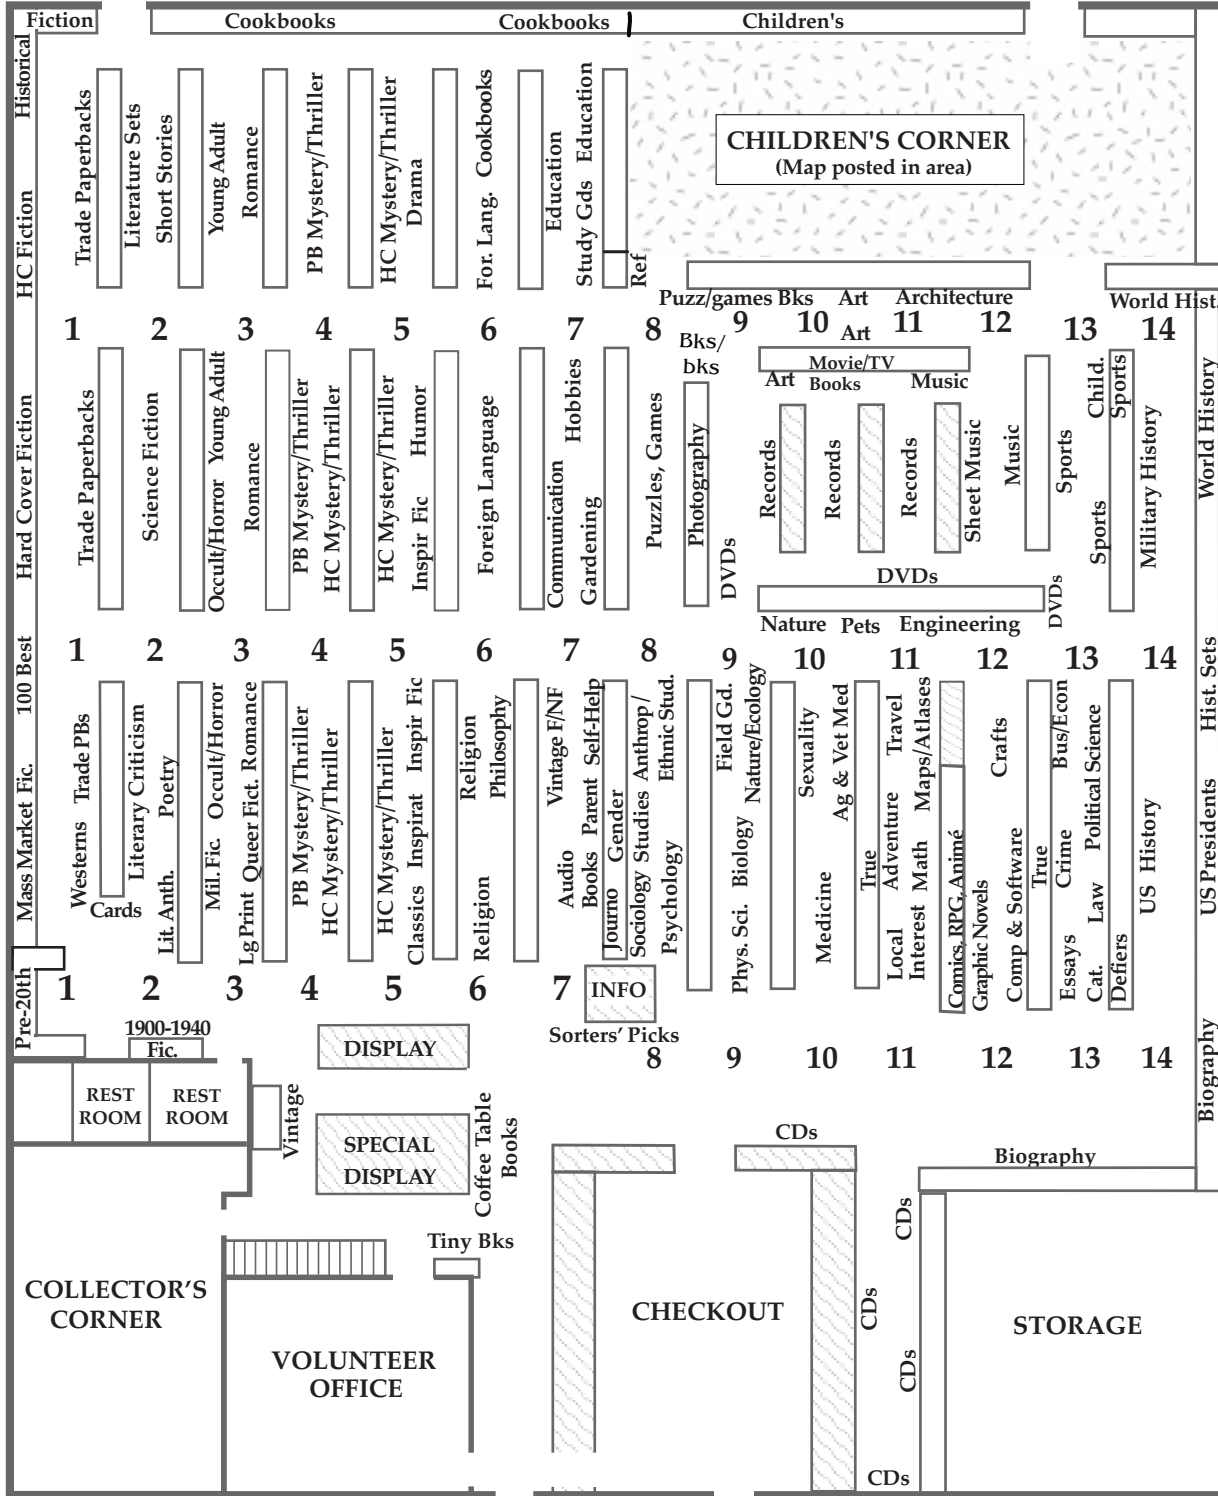 Fiction
Cookbooks
Cookbooks
Children's
Historical
HC Fiction
Hard Cover Fiction
100 Best
Mass Market Fic.
Pre-20th
Trade Paperbacks
Literature Sets
Short Stories
Young Adult
Romance
PB Mystery/Thriller
HC Mystery/Thriller
Drama
For. Lang.
Cookbooks
Education
Study Gds
Education
Ref
CHILDREN'S CORNER
(Map posted in area)
Puzz/games Bks
Art
Architecture
World Hist.
1
2
3
4
5
6
7
8
9
10
11
12
13
14
Trade Paperbacks
Science Fiction
Occult/Horror
Young Adult
Romance
PB Mystery/Thriller
HC Mystery/Thriller
HC Mystery/Thriller
Inspir Fic
Humor
Foreign Language
Communication
Hobbies
Gardening
Puzzles, Games
Bks/
bks
Photography
DVDs
Art
Movie/TV
Books
Art
Music
Records
Records
Records
Sheet Music
Music
Sports
Sports
Child.
Sports
Military History
World History
DVDs
DVDs
Nature
Pets
Engineering
1
2
3
4
5
6
7
8
9
10
11
12
13
14
Westerns
Trade PBs
Cards
Literary Criticism
Lit. Anth.
Poetry
Mil. Fic.
Occult/Horror
Lg Print
Queer Fict.
Romance
PB Mystery/Thriller
HC Mystery/Thriller
HC Mystery/Thriller
Classics
Inspirat
Inspir Fic
Religion
Religion
Philosophy
Vintage F/NF
Audio
Books
Parent
Self-Help
Journo
Gender
Sociology
Studies
Anthrop/
Ethnic Stud.
Psychology
Field Gd.
Phys. Sci.
Biology
Nature/Ecology
Sexuality
Medicine
Ag & Vet Med
True
Adventure
Travel
Local
Interest
Math
Maps/Atlases
Comics, RPG, Animé
Graphic Novels
Crafts
Comp & Software
True
Crime
Bus/Econ
Essays
Cat.
Law
Political Science
Defiers
US History
Hist. Sets
US Presidents
Biography
1
2
3
4
5
6
7
INFO
Sorters' Picks
8
9
10
11
12
13
14
1900-1940
Fic.
REST
ROOM
REST
ROOM
Vintage
DISPLAY
SPECIAL
DISPLAY
Coffee Table
Books
Tiny Bks
CDs
CDs
CDs
CDs
CDs
Biography
COLLECTOR'S
CORNER
VOLUNTEER
OFFICE
CHECKOUT
STORAGE